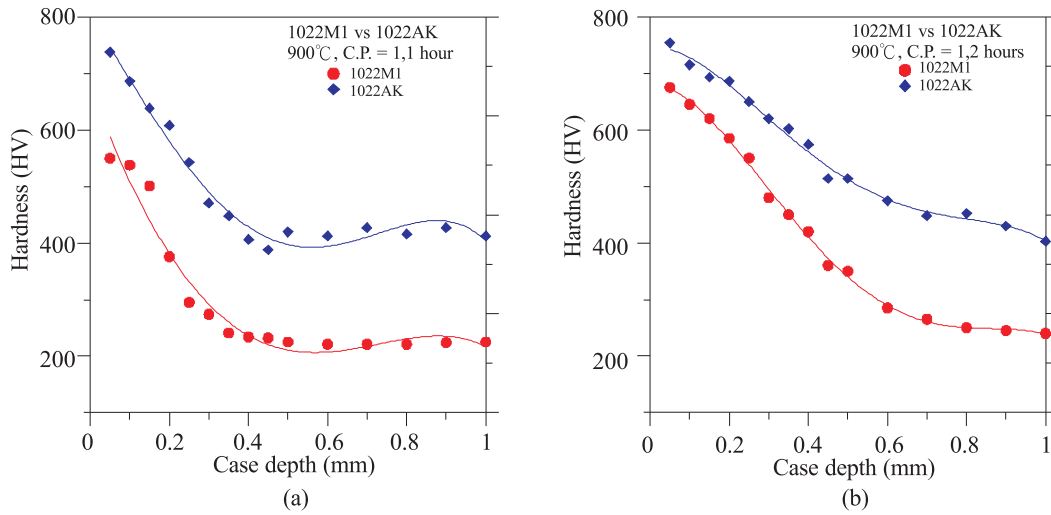 800
600
400
200
Hardness (HV)
1022M1 vs 1022AK
900℃, C.P. = 1,1 hour
1022M1
1022AK
0 0.2 0.4 0.6 0.8 1
Case depth (mm)
(a)
800
600
400
200
Hardness (HV)
1022M1 vs 1022AK
900℃, C.P. = 1,2 hours
1022M1
1022AK
0 0.2 0.4 0.6 0.8 1
Case depth (mm)
(b)